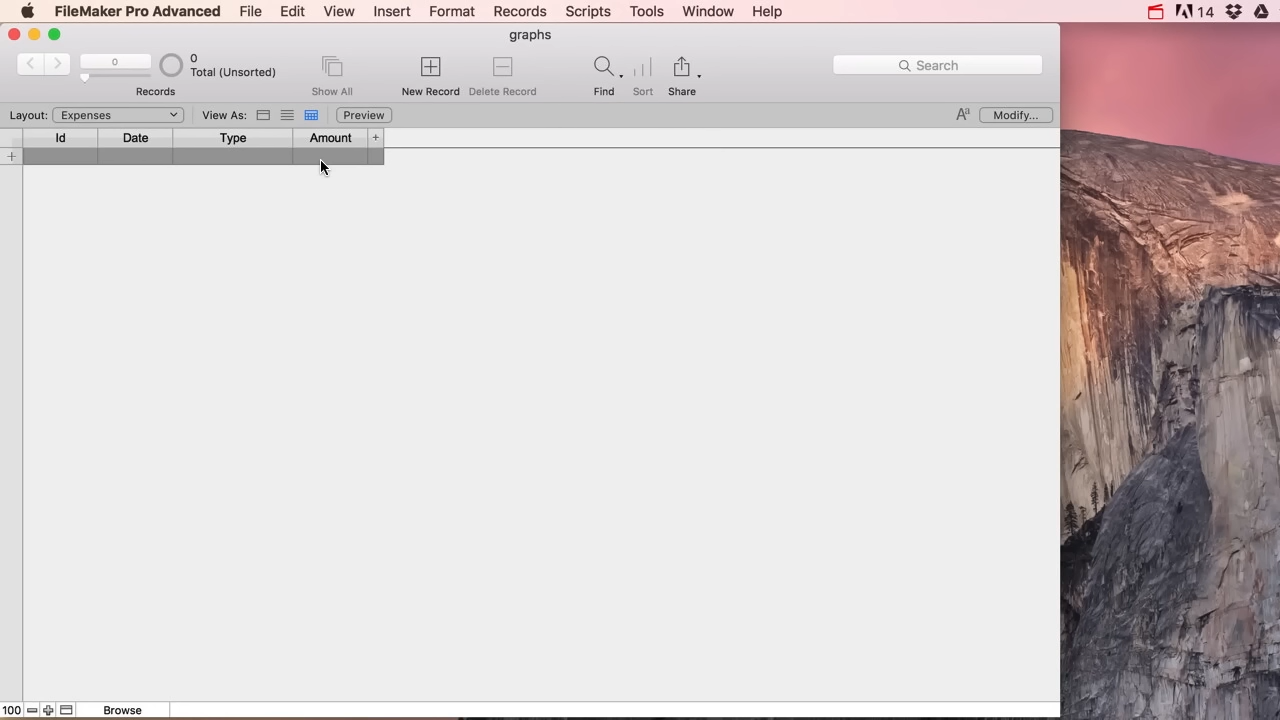 FileMaker Pro Advanced File Edit View Insert Format Records Scripts Tools Window Help 14
graphs
0 0 Total (Unsorted)
Records Show All New Record Delete Record Find Sort Share Search
Layout: Expenses View As: Preview Aa Modify...
Id Date Type Amount +
+
100 Browse